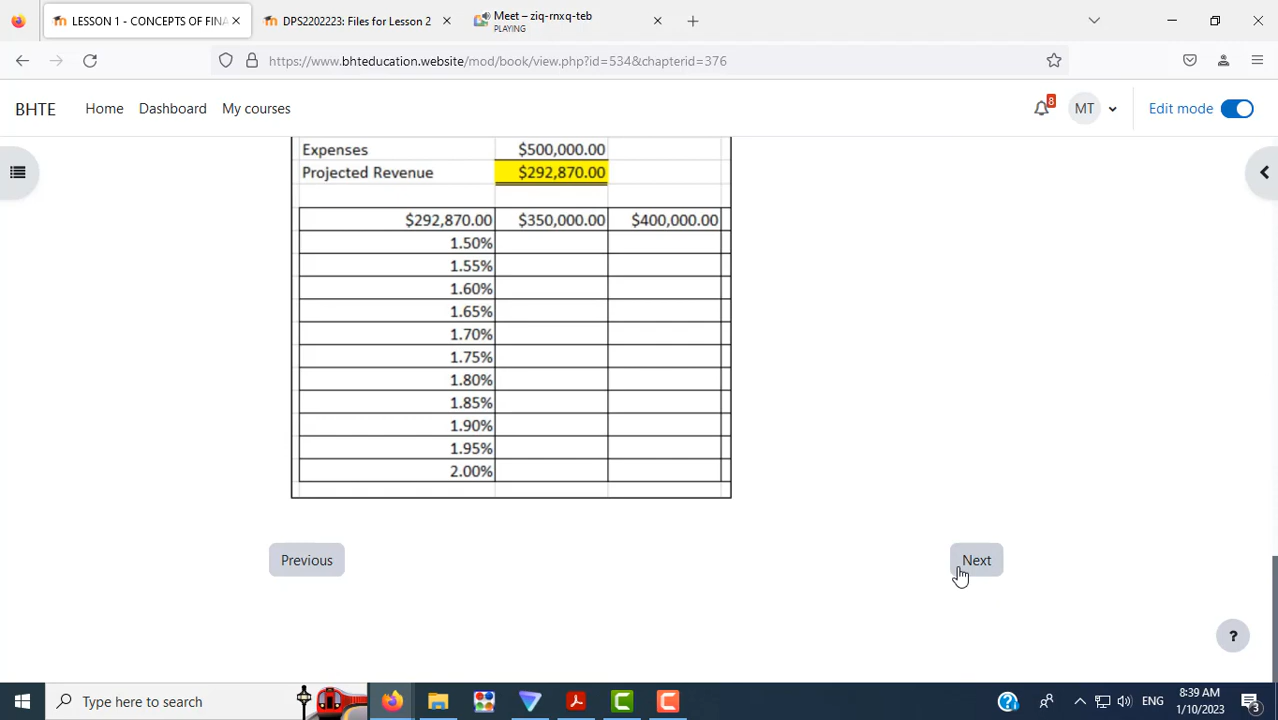 LESSON 1 - CONCEPTS OF FINA
DPS2202223: Files for Lesson 2
Meet – ziq-rnxq-teb
PLAYING
https://www.bhteducation.website/mod/book/view.php?id=534&chapterid=376
BHTE
Home
Dashboard
My courses
8
MT
Edit mode
Expenses $500,000.00
Projected Revenue $292,870.00
$292,870.00 $350,000.00 $400,000.00
1.50%
1.55%
1.60%
1.65%
1.70%
1.75%
1.80%
1.85%
1.90%
1.95%
2.00%
Previous
Next
?
Type here to search
ENG
8:39 AM
1/10/2023
3